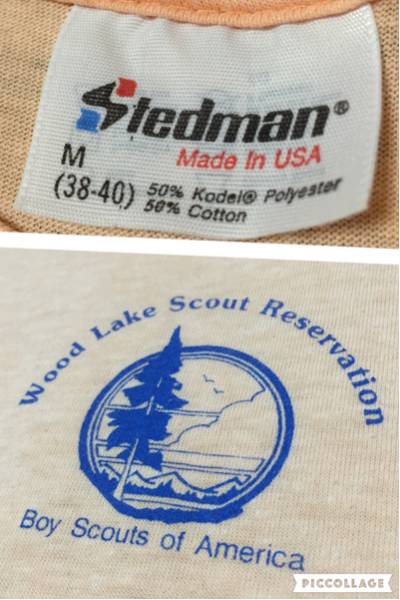 Stedman®
Made In USA
M
(38-40)
50% Kodel® Polyester
50% Cotton
Wood Lake Scout Reservation
Boy Scouts of America
PICCOLLAGE